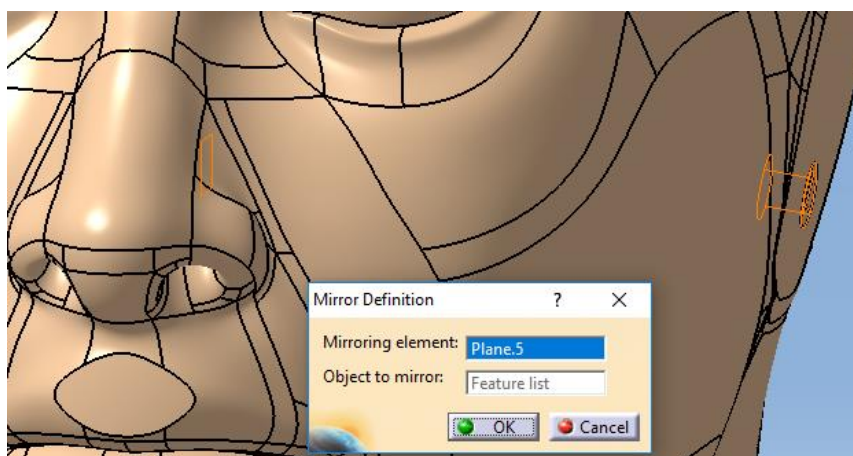 Mirror Definition ? ×
Mirroring element: Plane.5
Object to mirror: Feature list
OK Cancel